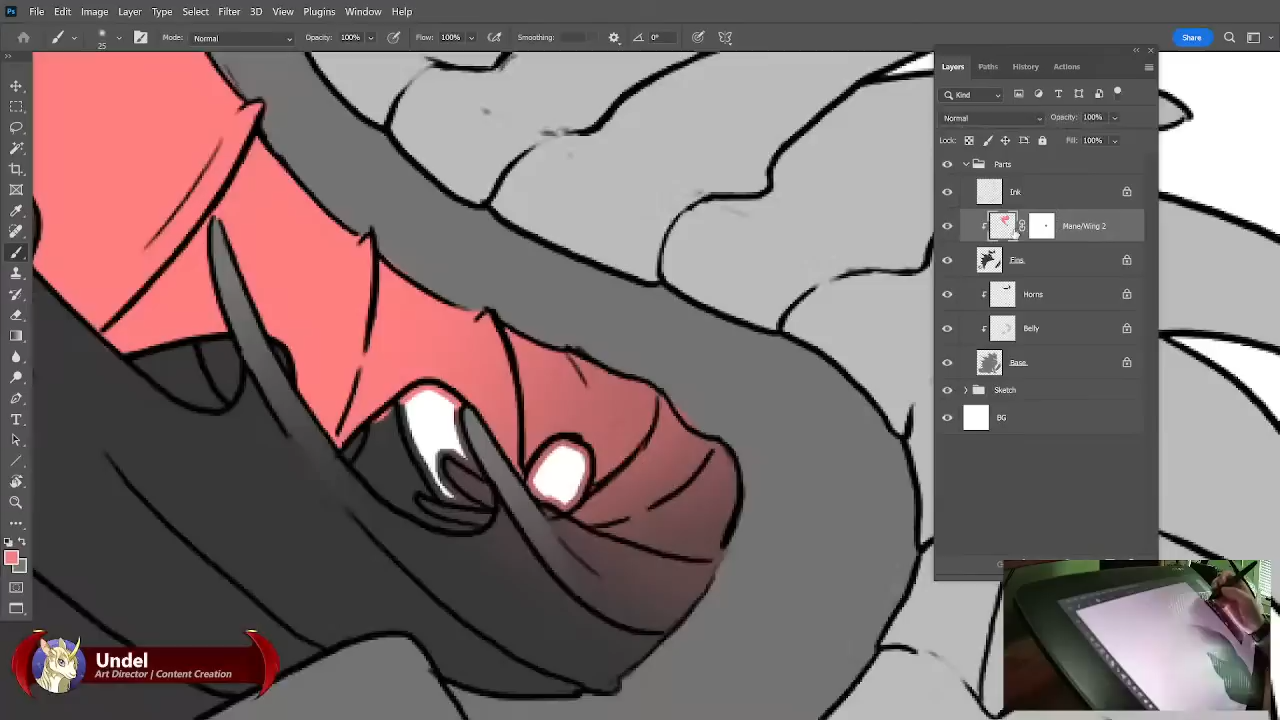 Ps File Edit Image Layer Type Select Filter 3D View Plugins Window Help
25 Mode: Normal Opacity: 100% Flow: 100% Smoothing: 0° Share
Layers Paths History Actions
Kind
Normal Opacity: 100%
Lock: Fill: 100%
Parts
Ink
Mane/Wing 2
Fins
Horns
Belly
Base
Sketch
BG
Undel
Art Director | Content Creation